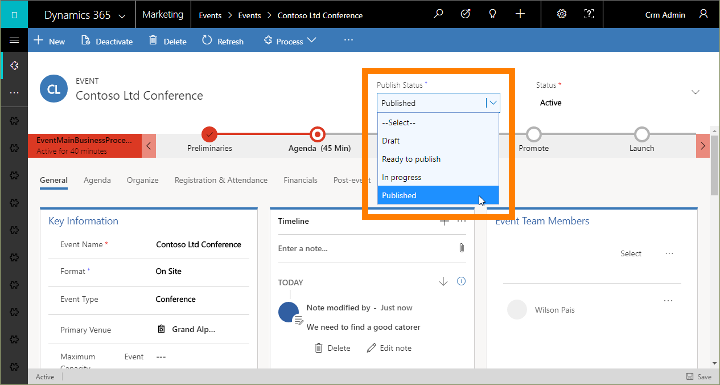 Dynamics 365 Marketing Events > Events > Contoso Ltd Conference Crm Admin
+ New Deactivate Delete Refresh Process ...
CL
EVENT
Contoso Ltd Conference
Publish Status *
Published
--Select--
Draft
Ready to publish
In progress
Published
Status *
Active
EventMainBusinessProce...
Active for 40 minutes
Preliminaries
Agenda (45 Min)
Promote
Launch
General Agenda Organize Registration & Attendance Financials Post-event
Key Information
Event Name * Contoso Ltd Conference
Format * On Site
Event Type Conference
Primary Venue Grand Alp...
Maximum Event ---
Capacity
Timeline
Enter a note...
TODAY
Note modified by - Just now
We need to find a good catorer
Delete Edit note
Event Team Members
Select ...
Wilson Pais ...
Active Save